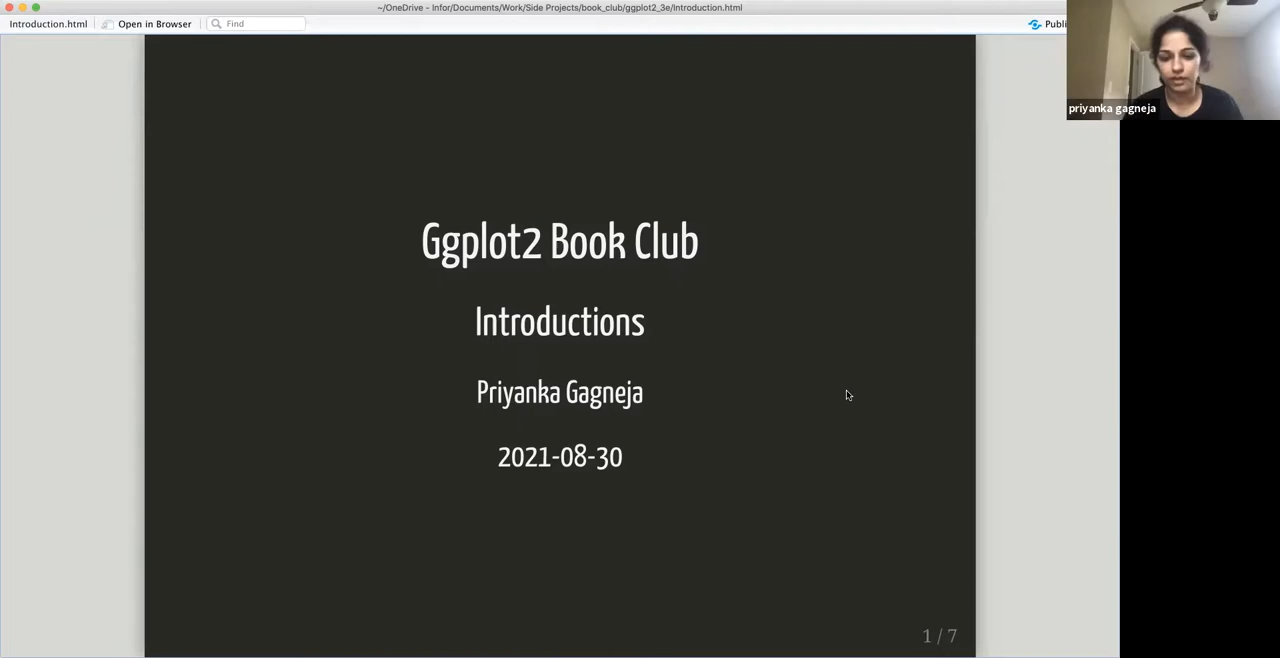 ~/OneDrive - Infor/Documents/Work/Side Projects/book_club/ggplot2_3e/Introduction.html
Introduction.html
Open in Browser
Find
Publi
priyanka gagneja
Ggplot2 Book Club
Introductions
Priyanka Gagneja
2021-08-30
1 / 7